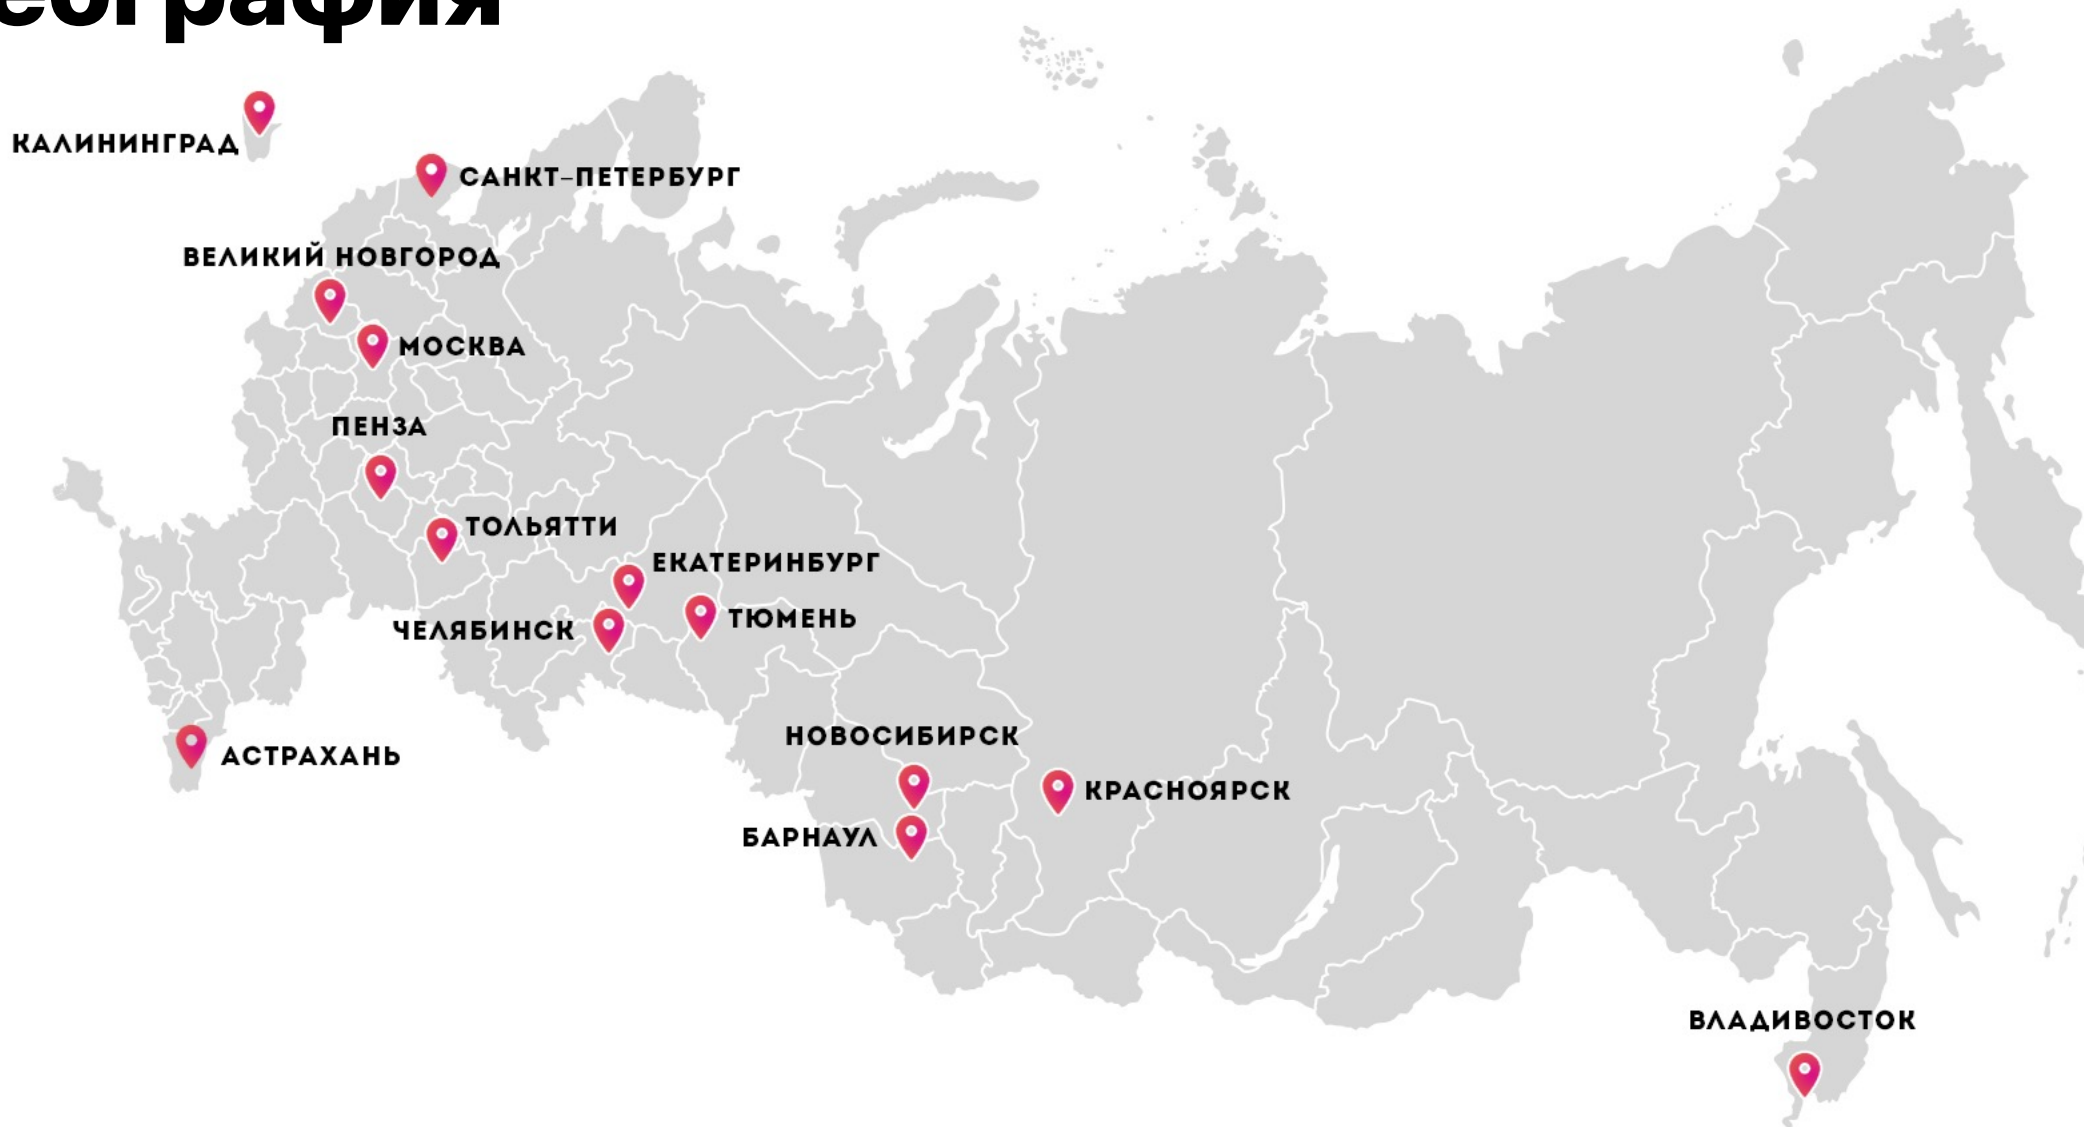 еография
КАЛИНИНГРАД
САНКТ-ПЕТЕРБУРГ
ВЕЛИКИЙ НОВГОРОД
МОСКВА
ПЕНЗА
ТОЛЬЯТТИ
ЕКАТЕРИНБУРГ
ТЮМЕНЬ
ЧЕЛЯБИНСК
НОВОСИБИРСК
АСТРАХАНЬ
КРАСНОЯРСК
БАРНАУЛ
ВЛАДИВОСТОК